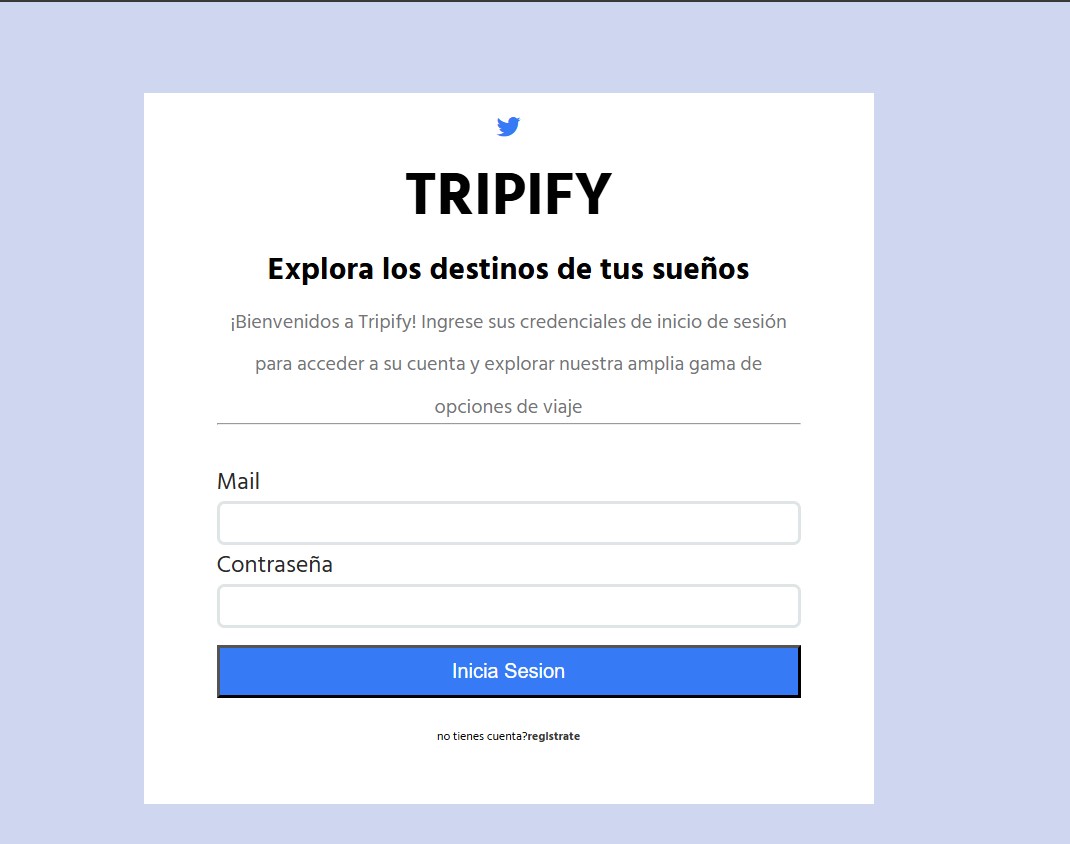 TRIPIFY
Explora los destinos de tus sueños
¡Bienvenidos a Tripify! Ingrese sus credenciales de inicio de sesión
para acceder a su cuenta y explorar nuestra amplia gama de
opciones de viaje
Mail
Contraseña
Inicia Sesion
no tienes cuenta?registrate